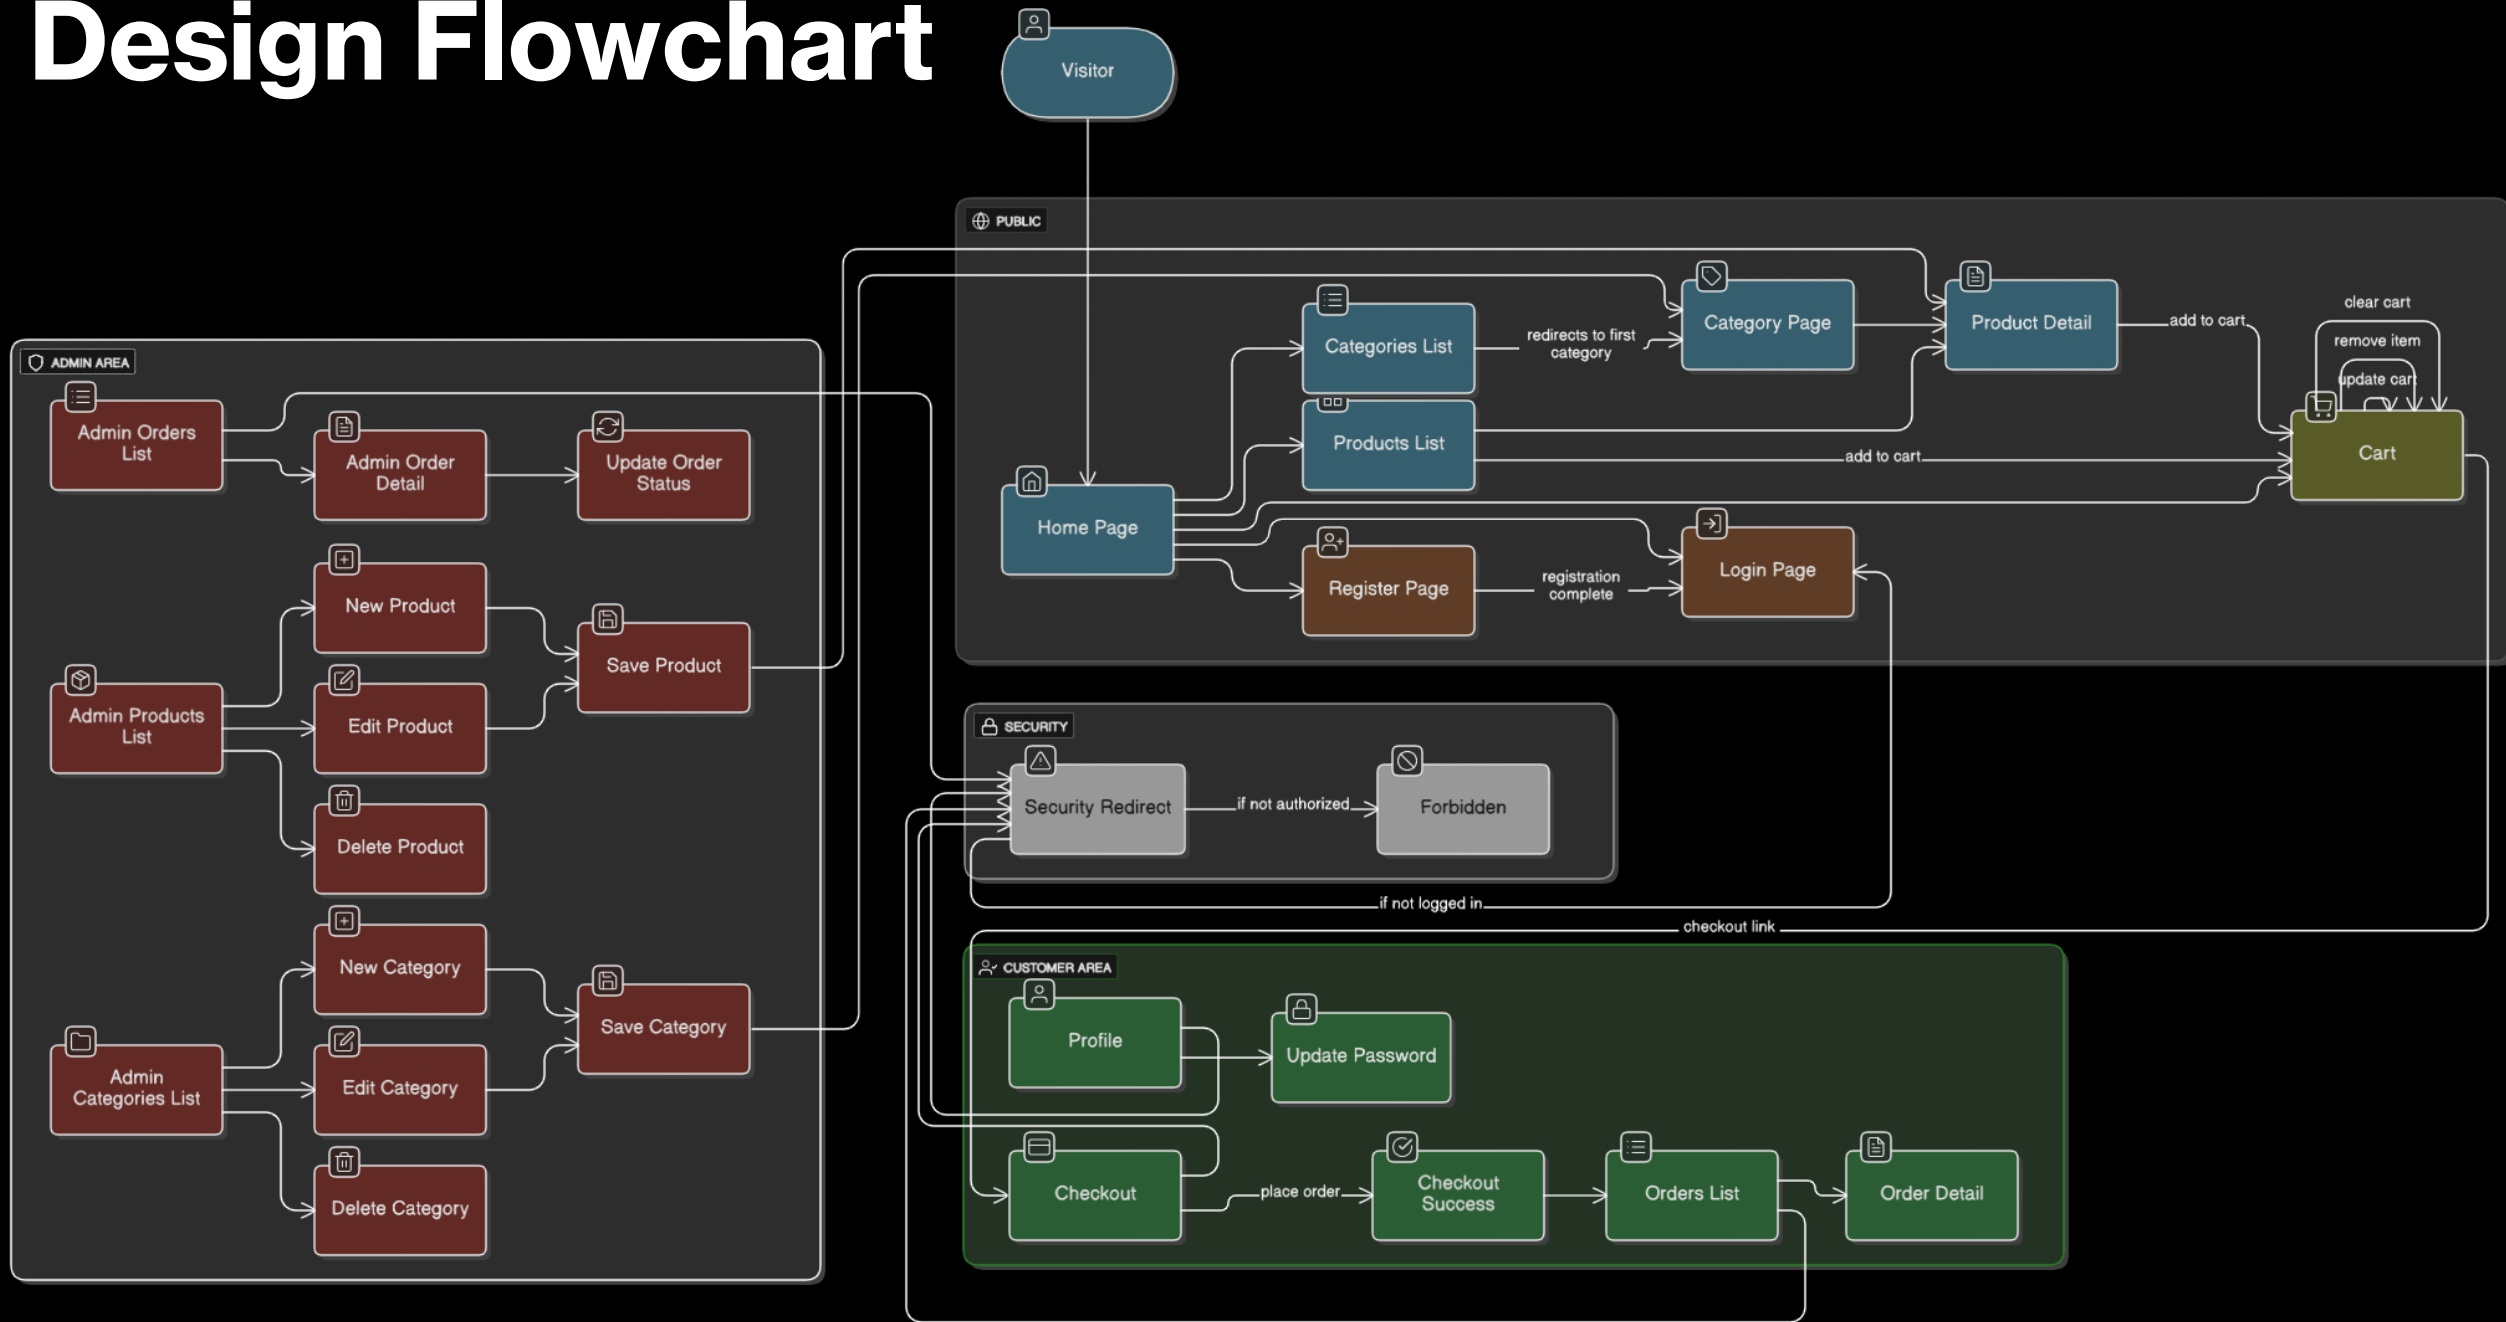 Design Flowchart
Visitor
PUBLIC
Categories List
redirects to first
category
Category Page
Product Detail
add to cart
clear cart
remove item
update cart
Cart
Products List
add to cart
Home Page
Register Page
registration
complete
Login Page
ADMIN AREA
Admin Orders
List
Admin Order
Detail
Update Order
Status
New Product
Save Product
Admin Products
List
Edit Product
Delete Product
New Category
Save Category
Admin
Categories List
Edit Category
Delete Category
SECURITY
Security Redirect
if not authorized
Forbidden
if not logged in
checkout link
CUSTOMER AREA
Profile
Update Password
Checkout
place order
Checkout
Success
Orders List
Order Detail